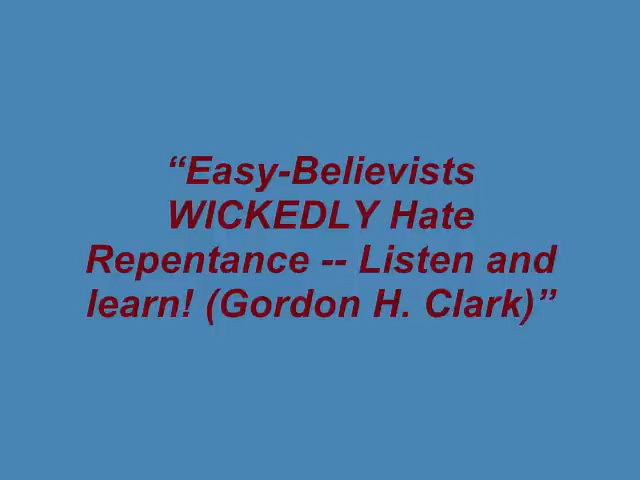 “Easy-Believists
WICKEDLY Hate
Repentance -- Listen and
learn! (Gordon H. Clark)”